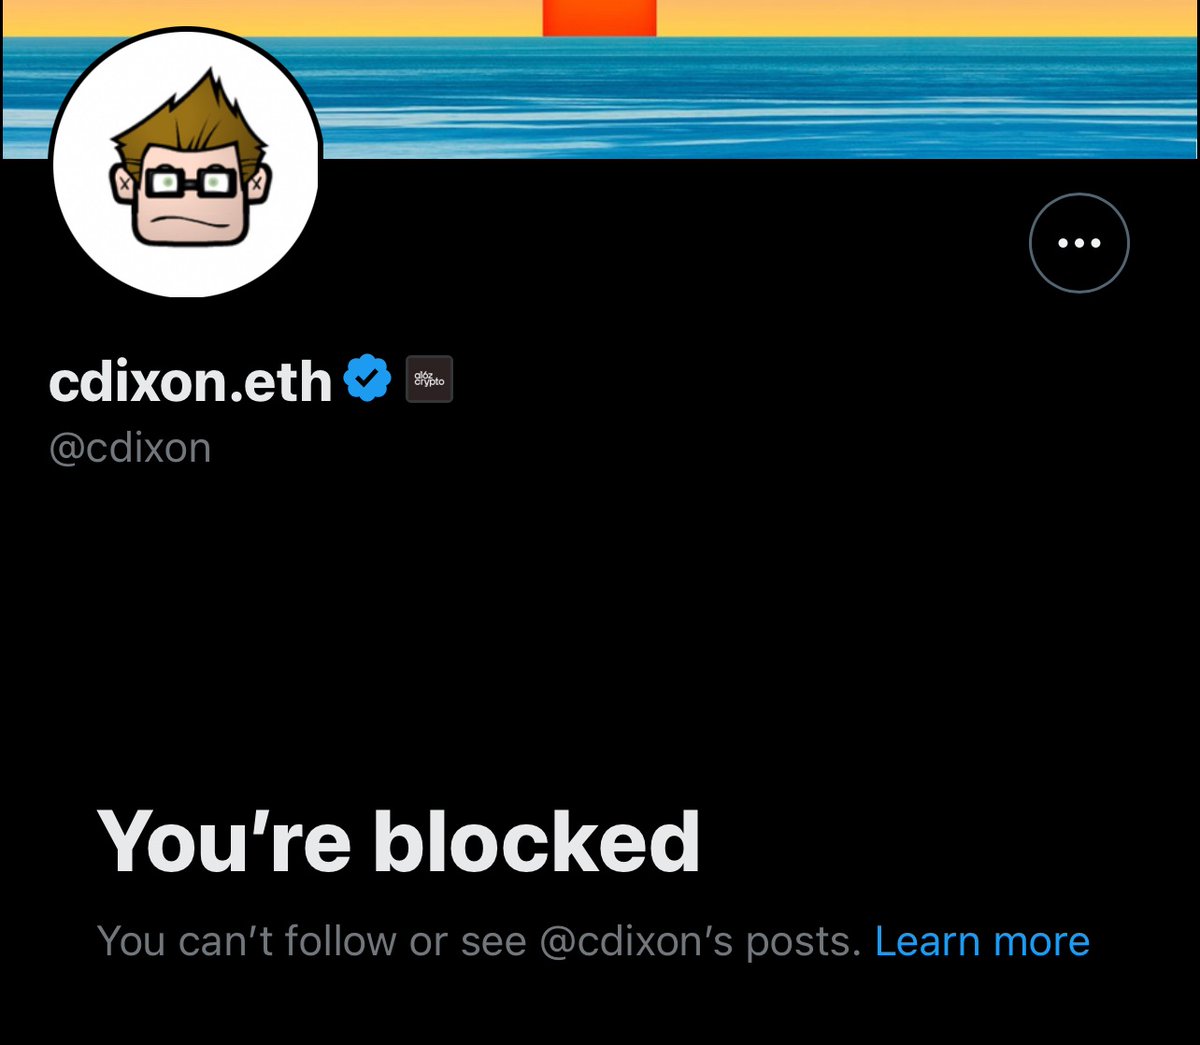 cdixon.eth
a16z
crypto
@cdixon
You’re blocked
You can’t follow or see @cdixon’s posts. Learn more